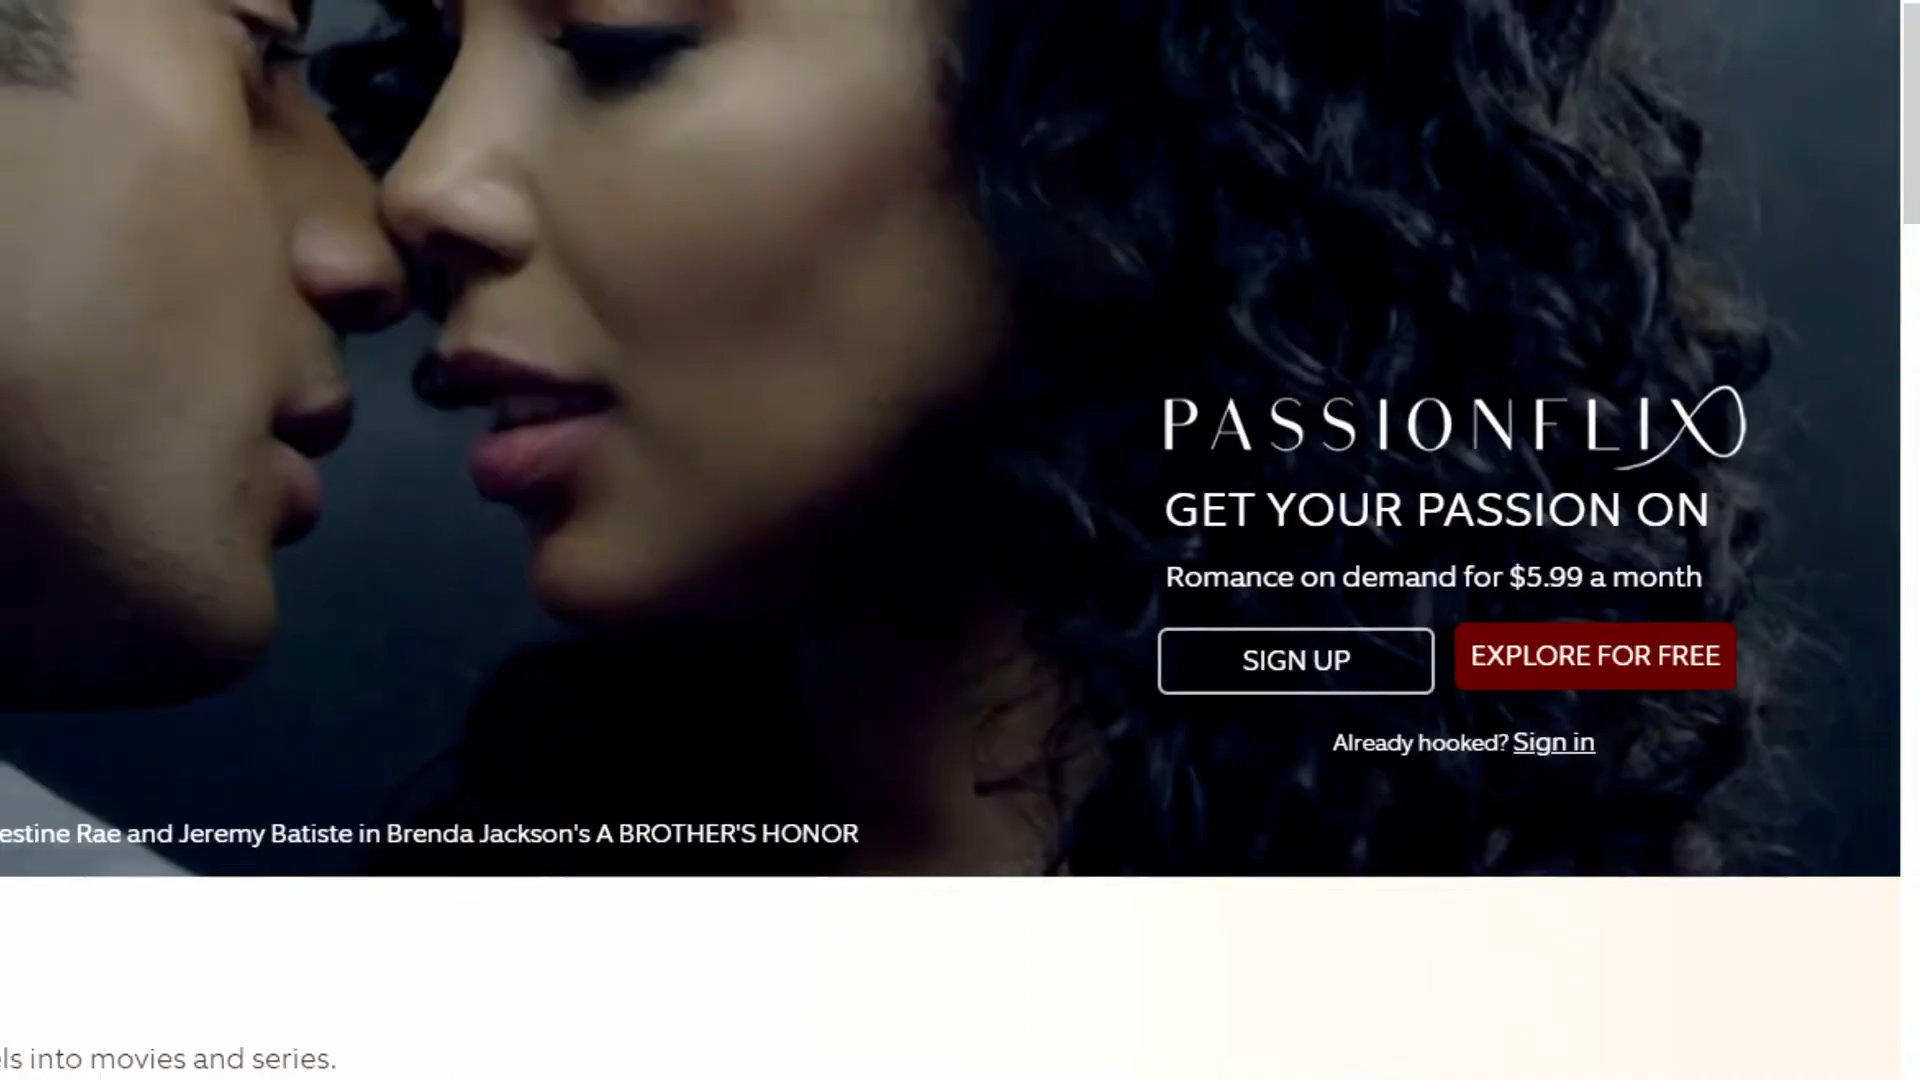 PASSIONFLIX
GET YOUR PASSION ON
Romance on demand for $5.99 a month
SIGN UP
EXPLORE FOR FREE
Already hooked? Sign in
estine Rae and Jeremy Batiste in Brenda Jackson's A BROTHER'S HONOR
els into movies and series.